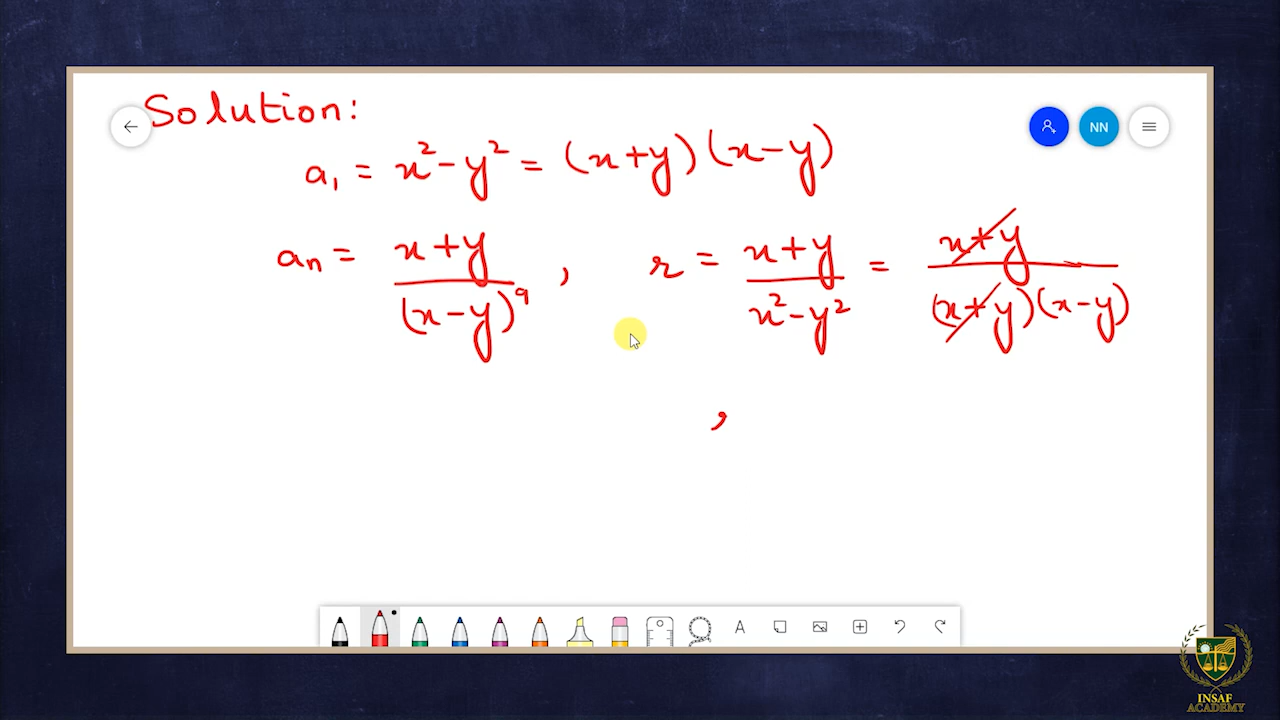 Solution:
a₁ = x² - y² = (x+y)(x-y)
aₙ = (x+y)/(x-y)⁹ , r = (x+y)/(x²-y²) = (x+y)/((x+y)(x-y))
,
NN
A
INSAF
ACADEMY